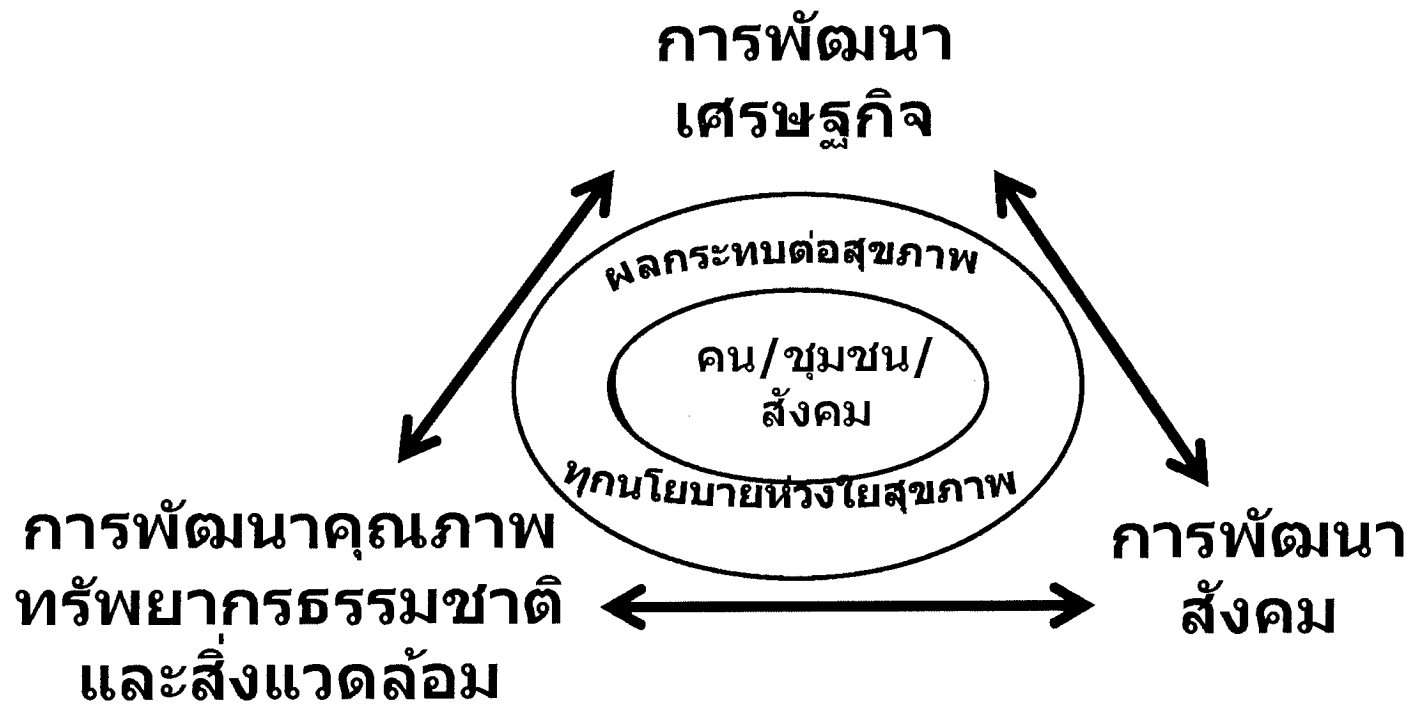 การพัฒนา
เศรษฐกิจ
ผลกระทบต่อสุขภาพ
คน/ชุมชน/
สังคม
ทุกนโยบายห่วงใยสุขภาพ
การพัฒนาคุณภาพ
ทรัพยากรธรรมชาติ
และสิ่งแวดล้อม
การพัฒนา
สังคม